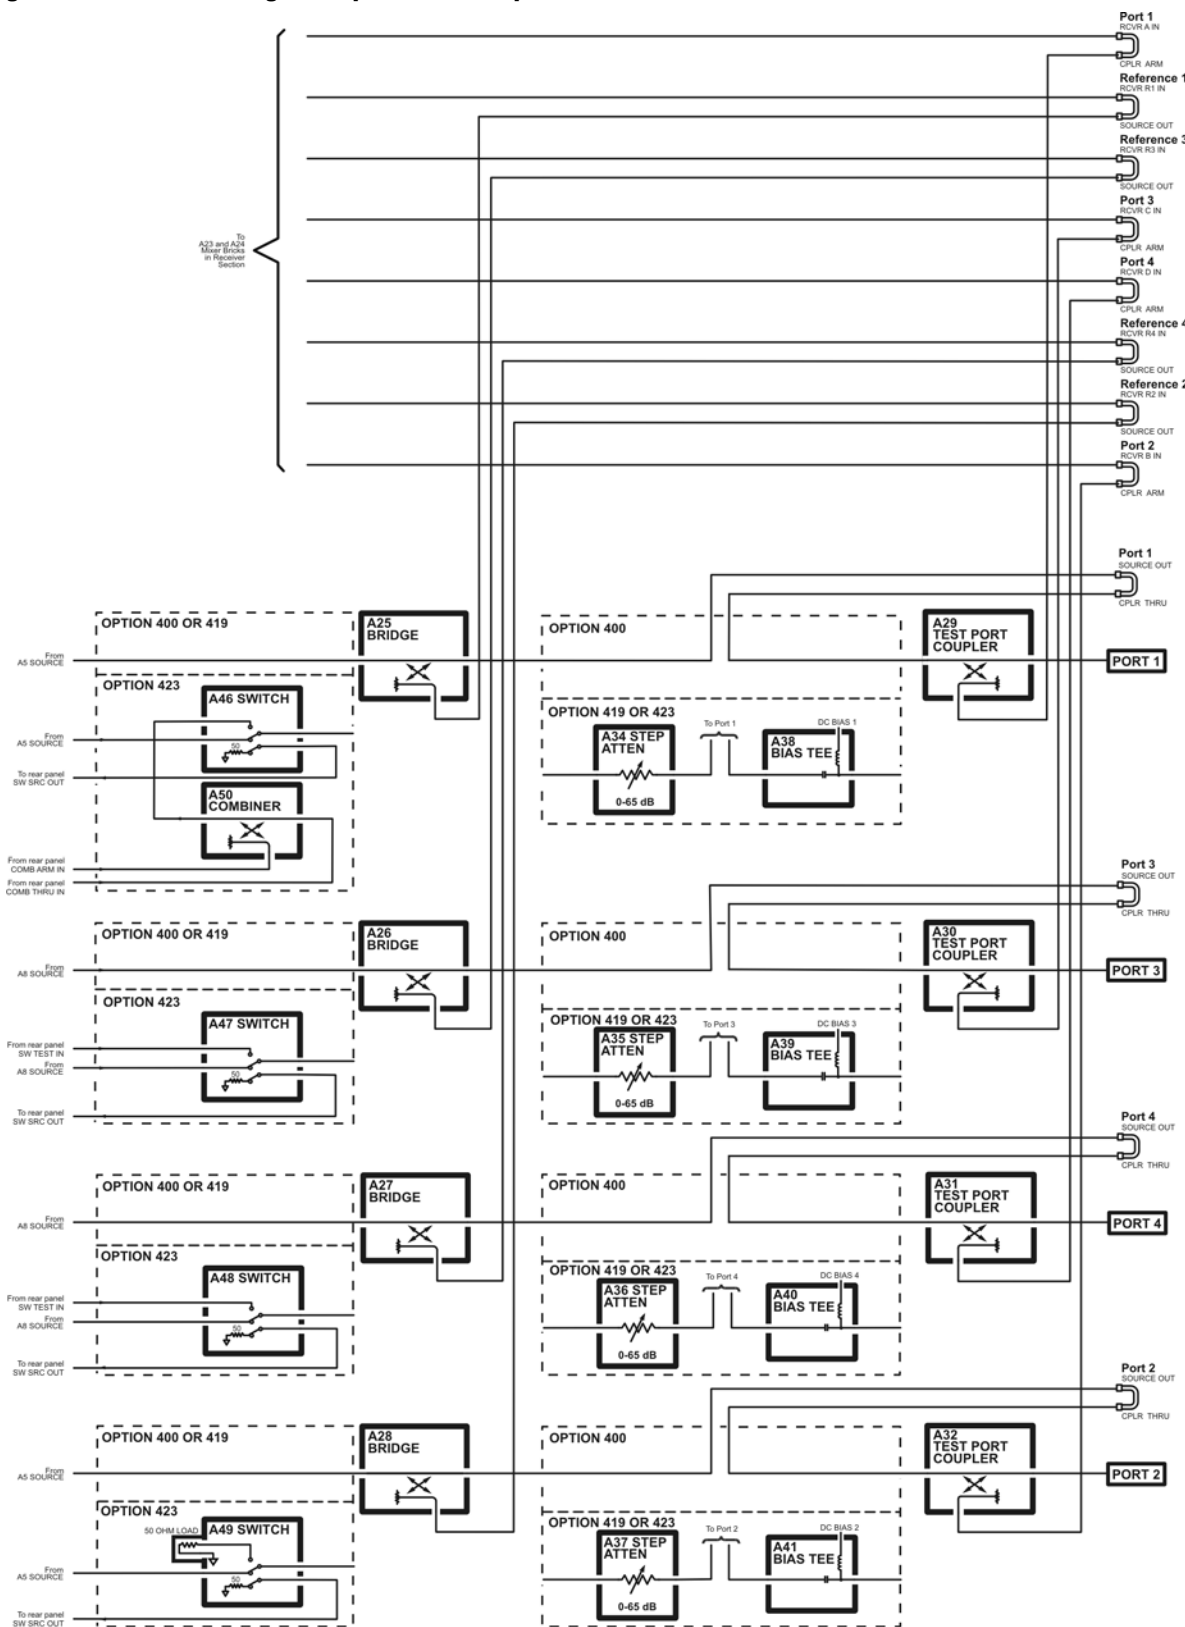 Port 1
RCVR A IN
CPLR ARM
Reference 1
RCVR R1 IN
SOURCE OUT
Reference 3
RCVR R3 IN
SOURCE OUT
Port 3
RCVR C IN
CPLR ARM
Port 4
RCVR D IN
CPLR ARM
Reference 4
RCVR R4 IN
SOURCE OUT
Reference 2
RCVR R2 IN
SOURCE OUT
Port 2
RCVR B IN
CPLR ARM
To
A23 and A24
Mixer Bricks
in Receiver
Section
Port 1
SOURCE OUT
CPLR THRU
OPTION 400 OR 419
A25
BRIDGE
OPTION 400
A29
TEST PORT
COUPLER
From
A5 SOURCE
PORT 1
OPTION 423
A46 SWITCH
50
From
A5 SOURCE
To rear panel
SW SRC OUT
A50
COMBINER
From rear panel
COMB ARM IN
From rear panel
COMB THRU IN
OPTION 419 OR 423
A34 STEP
ATTEN
0-65 dB
To Port 1
DC BIAS 1
A38
BIAS TEE
Port 3
SOURCE OUT
CPLR THRU
OPTION 400 OR 419
A26
BRIDGE
OPTION 400
A30
TEST PORT
COUPLER
From
A8 SOURCE
PORT 3
OPTION 423
A47 SWITCH
50
From rear panel
SW TEST IN
From
A8 SOURCE
To rear panel
SW SRC OUT
OPTION 419 OR 423
A35 STEP
ATTEN
0-65 dB
To Port 3
DC BIAS 3
A39
BIAS TEE
Port 4
SOURCE OUT
CPLR THRU
OPTION 400 OR 419
A27
BRIDGE
OPTION 400
A31
TEST PORT
COUPLER
From
A8 SOURCE
PORT 4
OPTION 423
A48 SWITCH
50
From rear panel
SW TEST IN
From
A8 SOURCE
To rear panel
SW SRC OUT
OPTION 419 OR 423
A36 STEP
ATTEN
0-65 dB
To Port 4
DC BIAS 4
A40
BIAS TEE
Port 2
SOURCE OUT
CPLR THRU
OPTION 400 OR 419
A28
BRIDGE
OPTION 400
A32
TEST PORT
COUPLER
From
A5 SOURCE
PORT 2
OPTION 423
50 OHM LOAD
A49 SWITCH
50
From
A5 SOURCE
To rear panel
SW SRC OUT
OPTION 419 OR 423
A37 STEP
ATTEN
0-65 dB
To Port 2
DC BIAS 2
A41
BIAS TEE